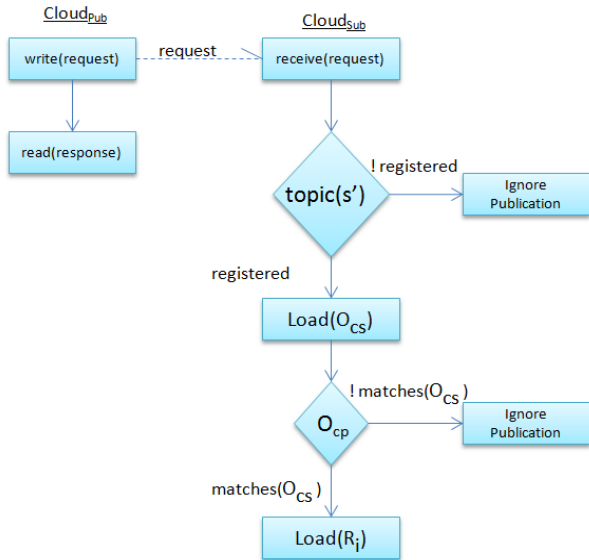 CloudPub
CloudSub
write(request)
request
receive(request)
read(response)
! registered
topic(s’)
Ignore
Publication
registered
Load(Ocs)
! matches(Ocs)
Ocp
Ignore
Publication
matches(Ocs)
Load(Ri)